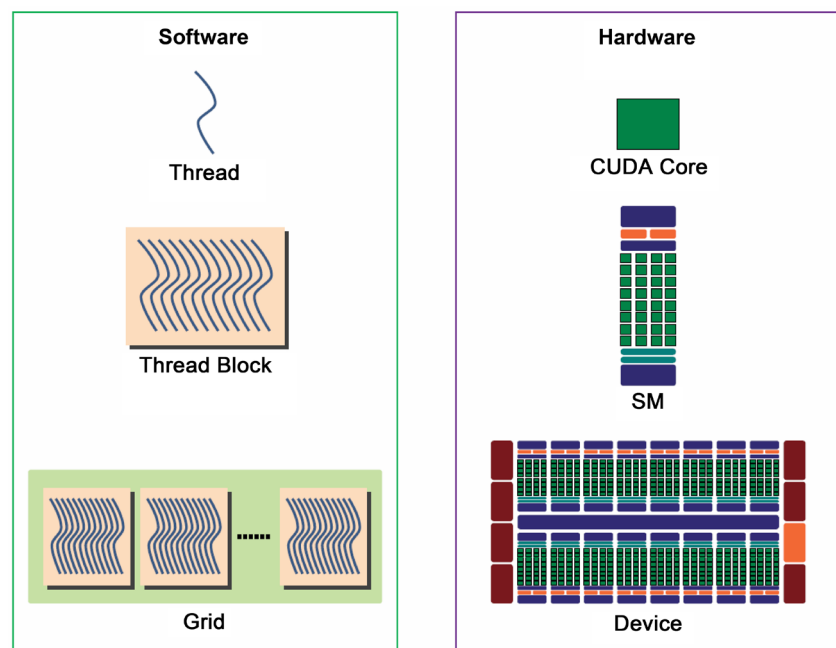 Software
Thread
Thread Block
Grid
Hardware
CUDA Core
SM
Device